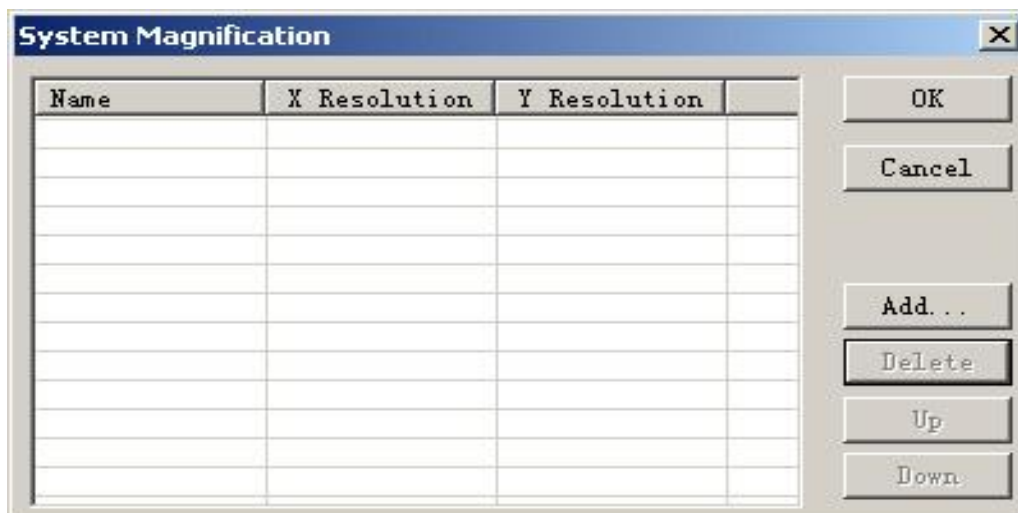 System Magnification
Name X Resolution Y Resolution
OK
Cancel
Add...
Delete
Up
Down